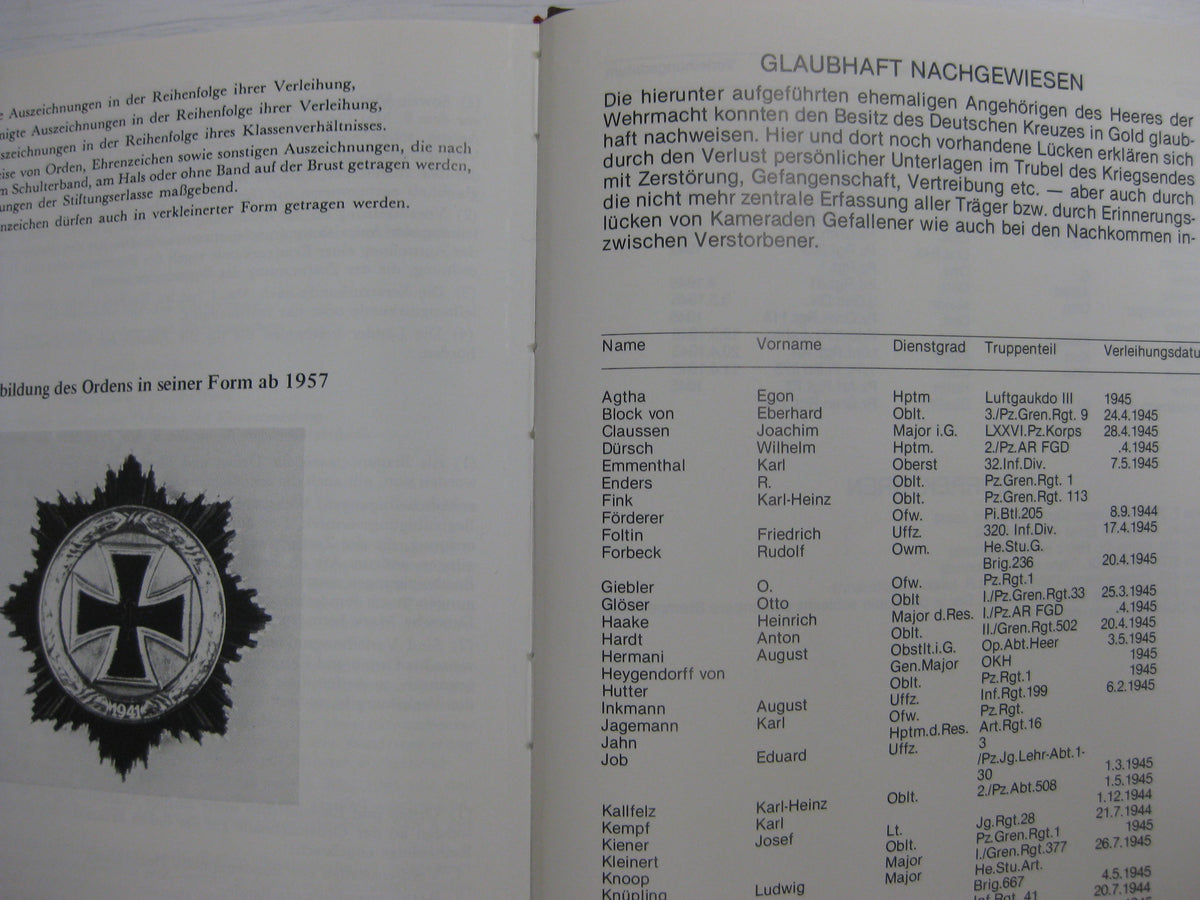 Auszeichnungen in der Reihenfolge ihrer Verleihung,
nigte Auszeichnungen in der Reihenfolge ihrer Verleihung,
szeichnungen in der Reihenfolge ihres Klassenverhältnisses.
eise von Orden, Ehrenzeichen sowie sonstigen Auszeichnungen, die nach
m Schulterband, am Hals oder ohne Band auf der Brust getragen werden,
ungen der Stiftungserlasse maßgebend.
nzeichen dürfen auch in verkleinerter Form getragen werden.
bildung des Ordens in seiner Form ab 1957
1941
GLAUBHAFT NACHGEWIESEN
Die hierunter aufgeführten ehemaligen Angehörigen des Heeres der
Wehrmacht konnten den Besitz des Deutschen Kreuzes in Gold glaub-
haft nachweisen. Hier und dort noch vorhandene Lücken erklären sich
durch den Verlust persönlicher Unterlagen im Trubel des Kriegsendes
mit Zerstörung, Gefangenschaft, Vertreibung etc. — aber auch durch
die nicht mehr zentrale Erfassung aller Träger bzw. durch Erinnerungs-
lücken von Kameraden Gefallener wie auch bei den Nachkommen in-
zwischen Verstorbener.
Name Vorname Dienstgrad Truppenteil Verleihungsdatu
Agtha Egon Hptm Luftgaukdo III 1945
Block von Eberhard Oblt. 3./Pz.Gren.Rgt. 9 24.4.1945
Claussen Joachim Major i.G. LXXVI.Pz.Korps 28.4.1945
Dürsch Wilhelm Hptm. 2./Pz.AR FGD .4.1945
Emmenthal Karl Oberst 32.Inf.Div. 7.5.1945
Enders R. Oblt. Pz.Gren.Rgt. 1
Fink Karl-Heinz Oblt. Pz.Gren.Rgt. 113
Förderer Ofw. Pi.Btl.205 8.9.1944
Foltin Friedrich Uffz. 320. Inf.Div. 17.4.1945
Forbeck Rudolf Owm. He.Stu.G.
Brig.236 20.4.1945
Giebler O. Ofw. Pz.Rgt.1
Glöser Otto Oblt I./Pz.Gren.Rgt.33 25.3.1945
Haake Heinrich Major d.Res. I./Pz.AR FGD .4.1945
Hardt Anton Oblt. II./Gren.Rgt.502 20.4.1945
Hermani August Obstlt.i.G. Op.Abt.Heer 3.5.1945
Heygendorff von Gen.Major OKH 1945
Hutter Oblt. Pz.Rgt.1 1945
Inkmann August Uffz. Inf.Rgt.199 6.2.1945
Jagemann Karl Ofw. Pz.Rgt.
Jahn Hptm.d.Res. Art.Rgt.16
Job Eduard Uffz. 3
/Pz.Jg.Lehr-Abt.1-
30 1.3.1945
Kallfelz Karl-Heinz Oblt. 2./Pz.Abt.508 1.5.1945
Kempf Karl 1.12.1944
Kiener Josef Lt. Jg.Rgt.28 21.7.1944
Kleinert Oblt. Pz.Gren.Rgt.1 1945
Knoop Major I./Gren.Rgt.377 26.7.1945
Knüpling Ludwig Major He.Stu.Art.
Brig.667 4.5.1945
Inf.Rgt. 41 20.7.1944